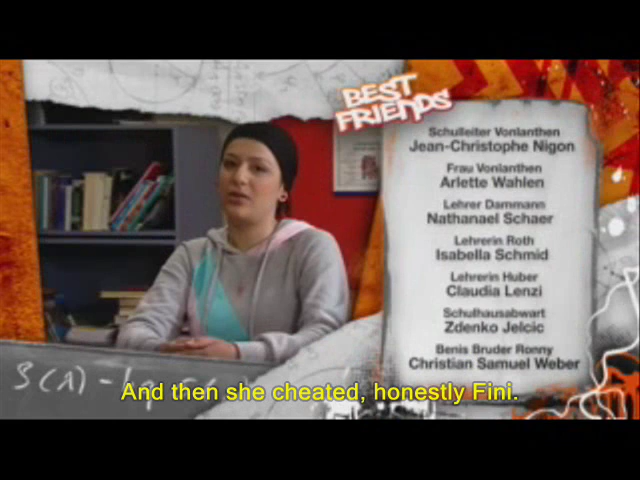 BEST
FRIENDS
Schulleiter Vonlanthen
Jean-Christophe Nigon
Frau Vonlanthen
Arlette Wahlen
Lehrer Dammann
Nathanael Schaer
Lehrerin Roth
Isabella Schmid
Lehrerin Huber
Claudia Lenzi
Schulhausabwart
Zdenko Jelcic
Benis Bruder Ronny
Christian Samuel Weber
And then she cheated, honestly Fini.